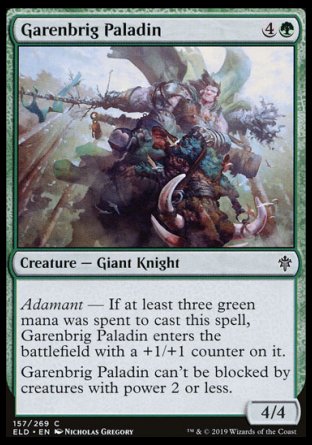 Garenbrig Paladin 4
Creature — Giant Knight
Adamant — If at least three green
mana was spent to cast this spell,
Garenbrig Paladin enters the
battlefield with a +1/+1 counter on it.
Garenbrig Paladin can't be blocked by
creatures with power 2 or less.
4/4
157/269 C
ELD • EN Nicholas Gregory
™ & © 2019 Wizards of the Coast